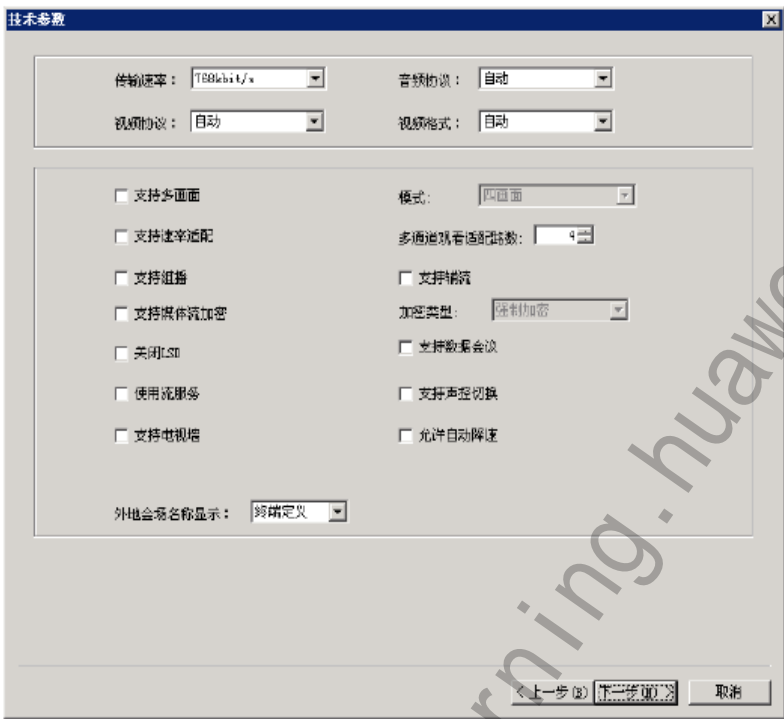 技术参数
传输速率： 768kbit/s 音频协议： 自动
视频协议： 自动 视频格式： 自动
支持多画面 模式： 四画面
支持速率适配 多通道观看适配路数： 4
支持组播 支持辅流
支持媒体流加密 加密类型： 强制加密
关闭LSD 支持数据会议
使用流服务 支持声控切换
支持电视墙 允许自动降速
外地会场名称显示： 终端定义
<上一步(B) 下一步(N)> 取消
rning.huawe